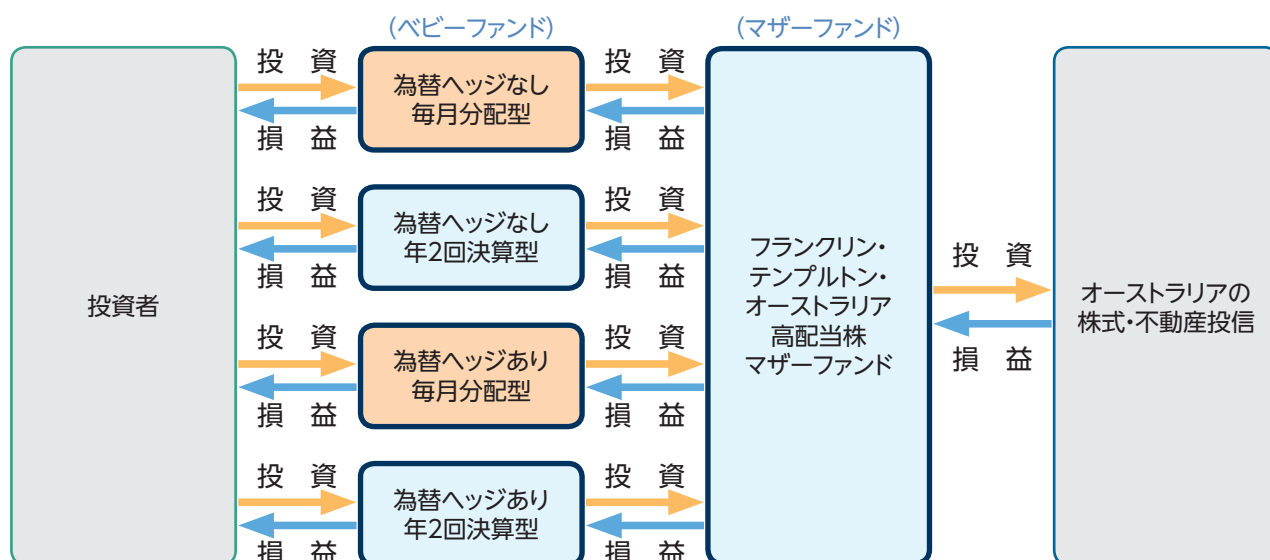 (ベビーファンド)
(マザーファンド)
投資者
投 資
為替ヘッジなし
毎月分配型
損 益
投 資
損 益
投 資
為替ヘッジなし
年2回決算型
損 益
投 資
損 益
投 資
為替ヘッジあり
毎月分配型
損 益
投 資
損 益
投 資
為替ヘッジあり
年2回決算型
損 益
投 資
損 益
フランクリン・
テンプルトン・
オーストラリア
高配当株
マザーファンド
投 資
損 益
オーストラリアの
株式・不動産投信